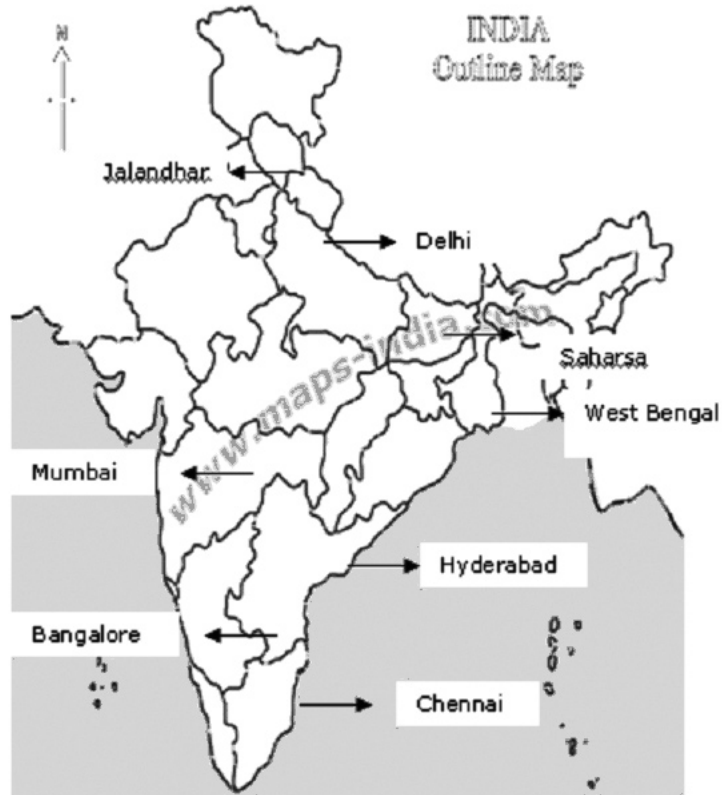 N
INDIA
Outline Map
Jalandhar
Delhi
www.maps-india.com
Saharsa
West Bengal
Mumbai
Hyderabad
Bangalore
Chennai